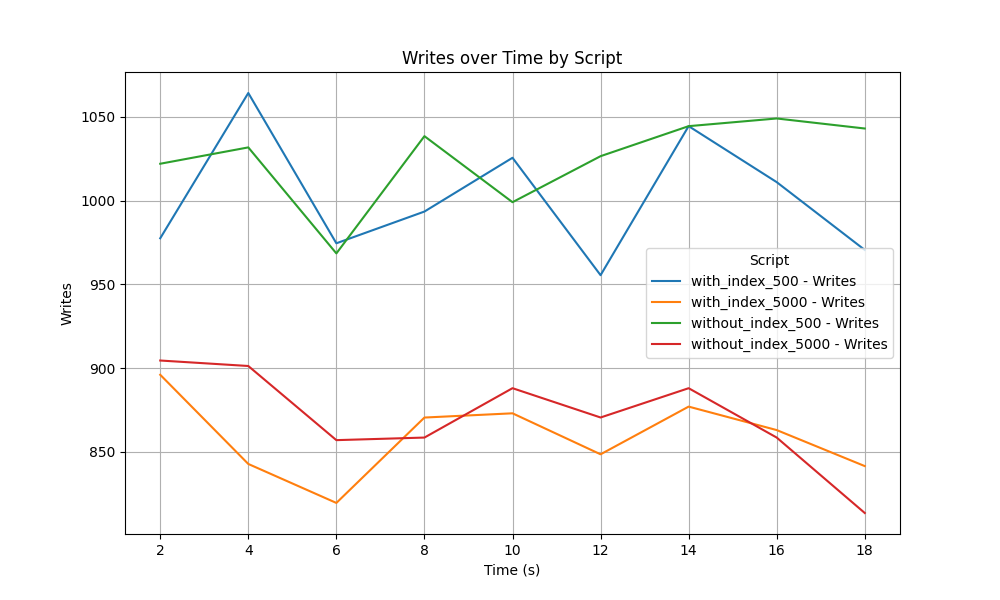 Writes over Time by Script
1050
1000
950
900
850
Writes
Script
with_index_500 - Writes
with_index_5000 - Writes
without_index_500 - Writes
without_index_5000 - Writes
2 4 6 8 10 12 14 16 18
Time (s)